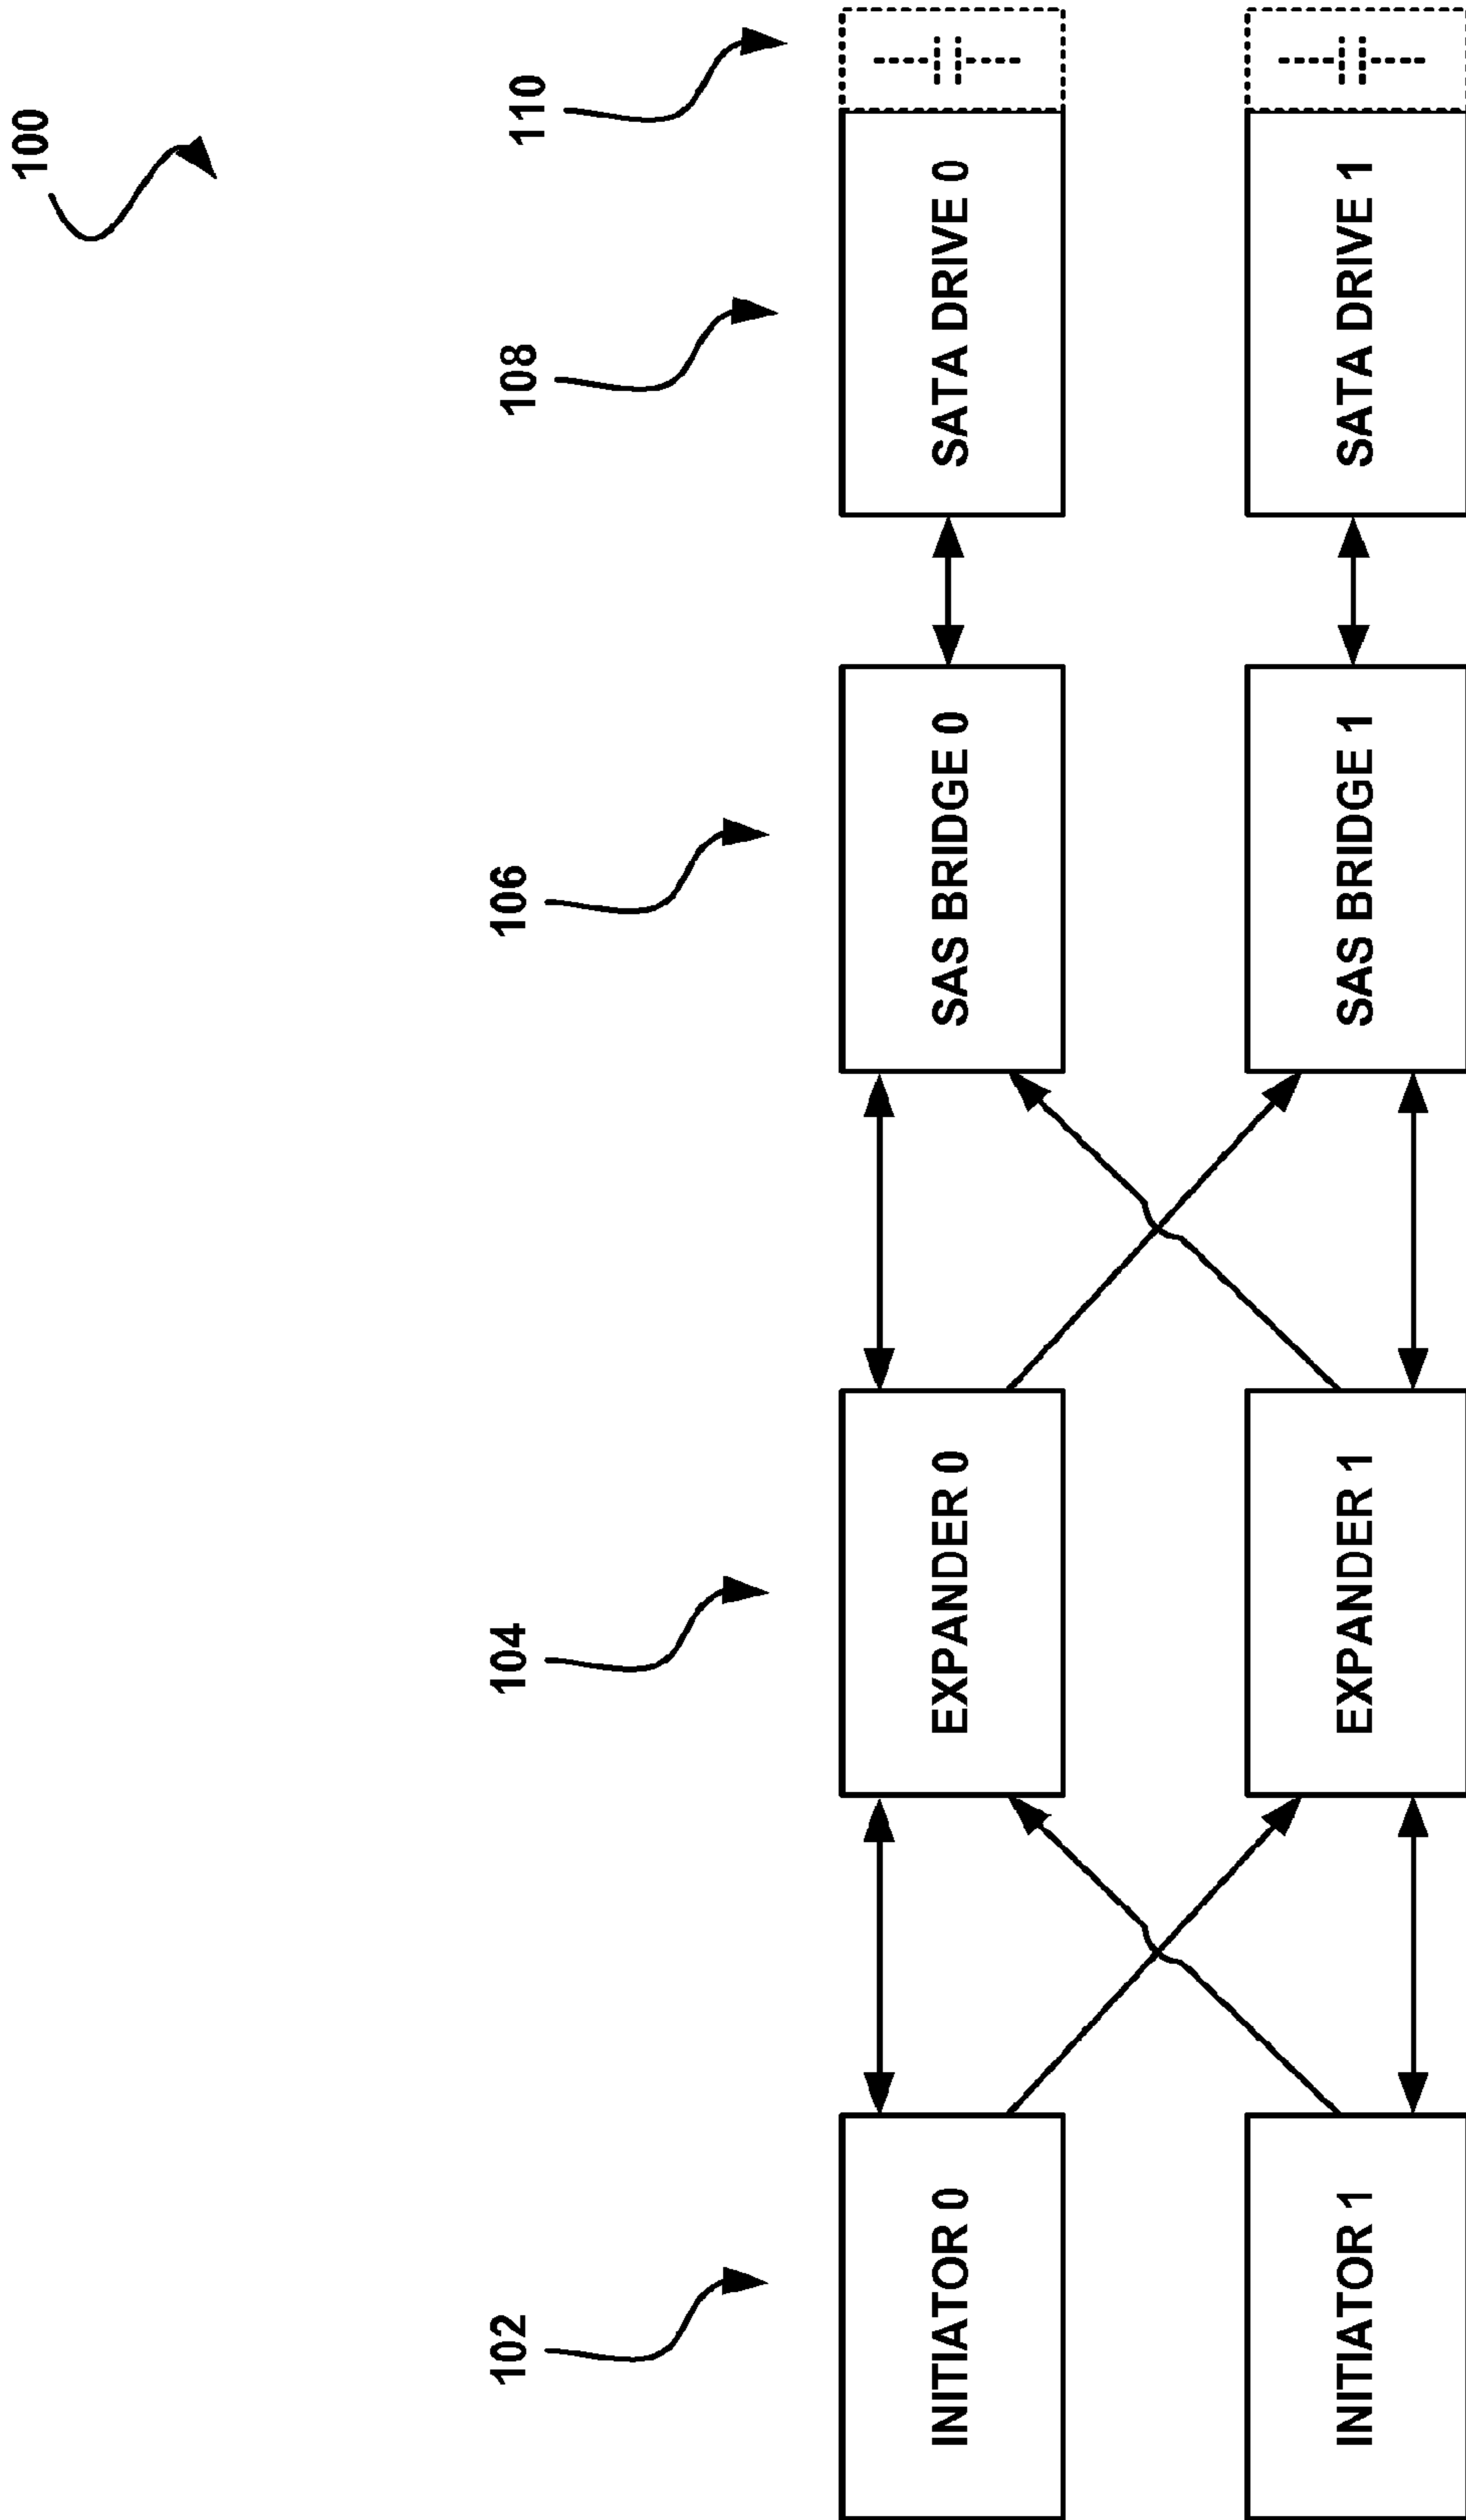 100
102
104
106
108
110
INITIATOR 0
EXPANDER 0
SAS BRIDGE 0
SATA DRIVE 0
INITIATOR 1
EXPANDER 1
SAS BRIDGE 1
SATA DRIVE 1